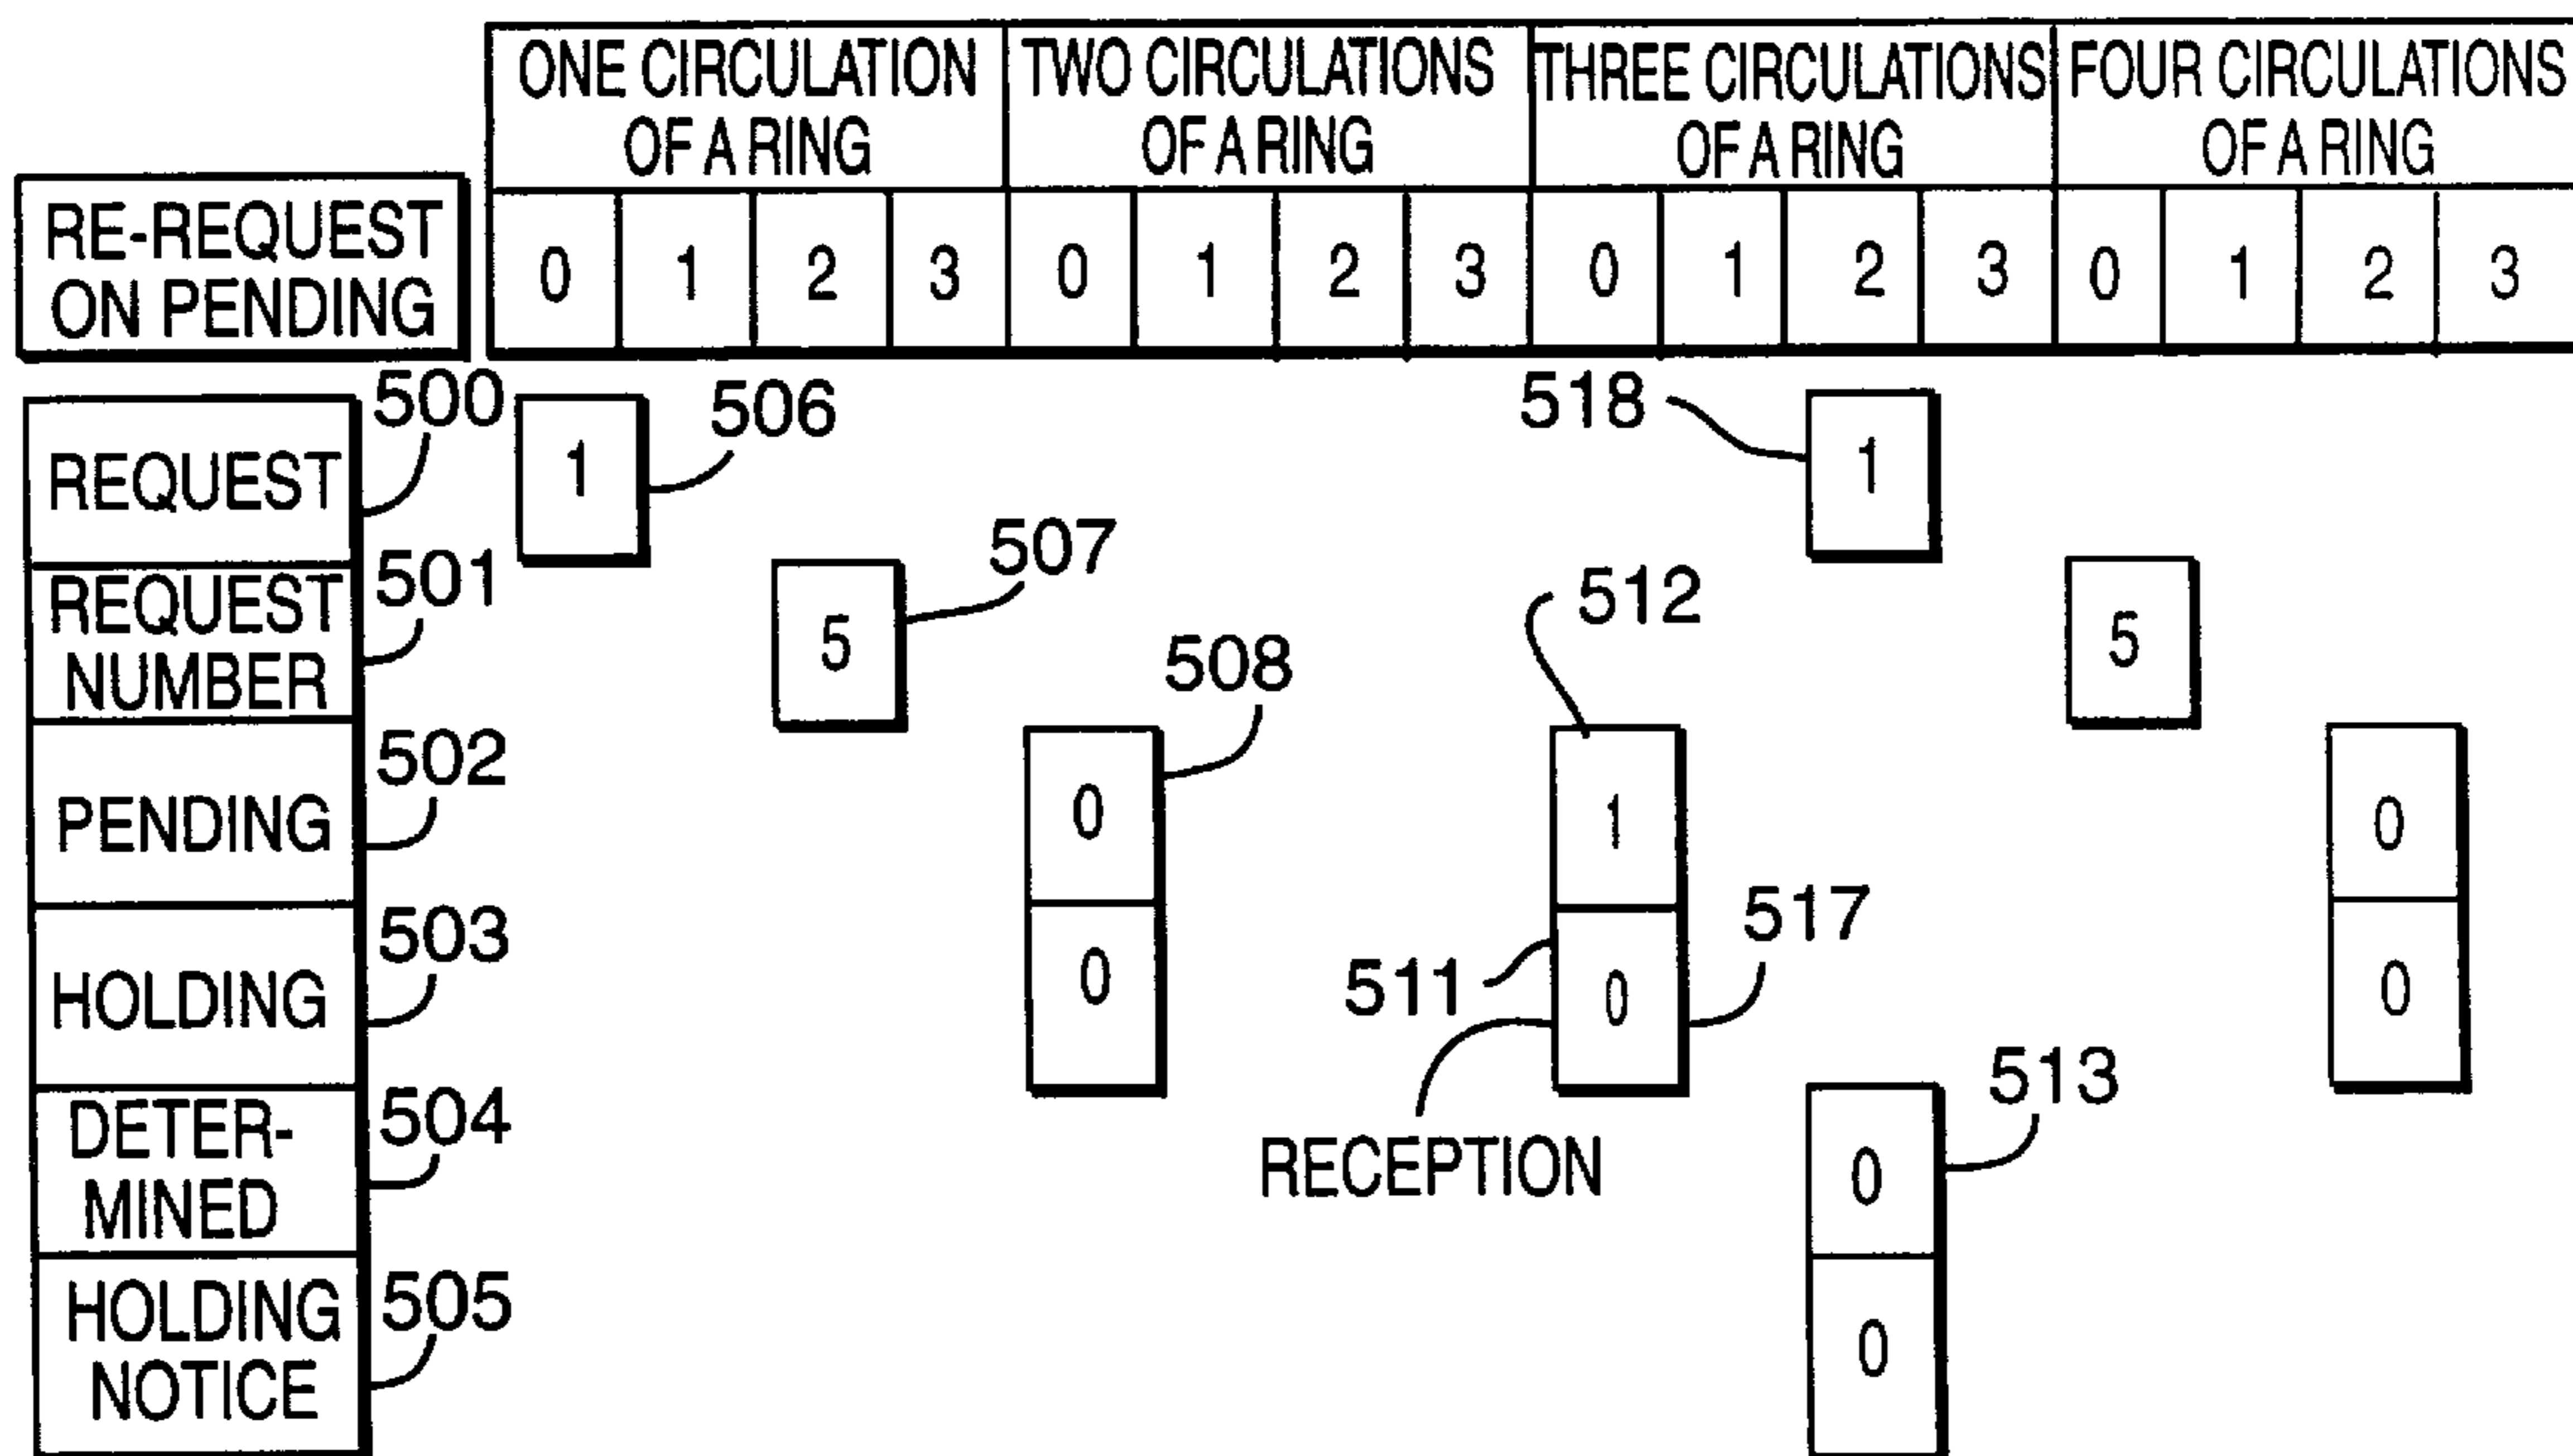 ONE CIRCULATION OF A RING
TWO CIRCULATIONS OF A RING
THREE CIRCULATIONS OF A RING
FOUR CIRCULATIONS OF A RING
RE-REQUEST ON PENDING
0 1 2 3 0 1 2 3 0 1 2 3 0 1 2 3
REQUEST 500
1 506
518 1
REQUEST NUMBER 501
5 507
5
PENDING 502
0 508
512 1
0
HOLDING 503
0
511 0 517
0
RECEPTION
DETER-
MINED 504
0 513
HOLDING NOTICE 505
0